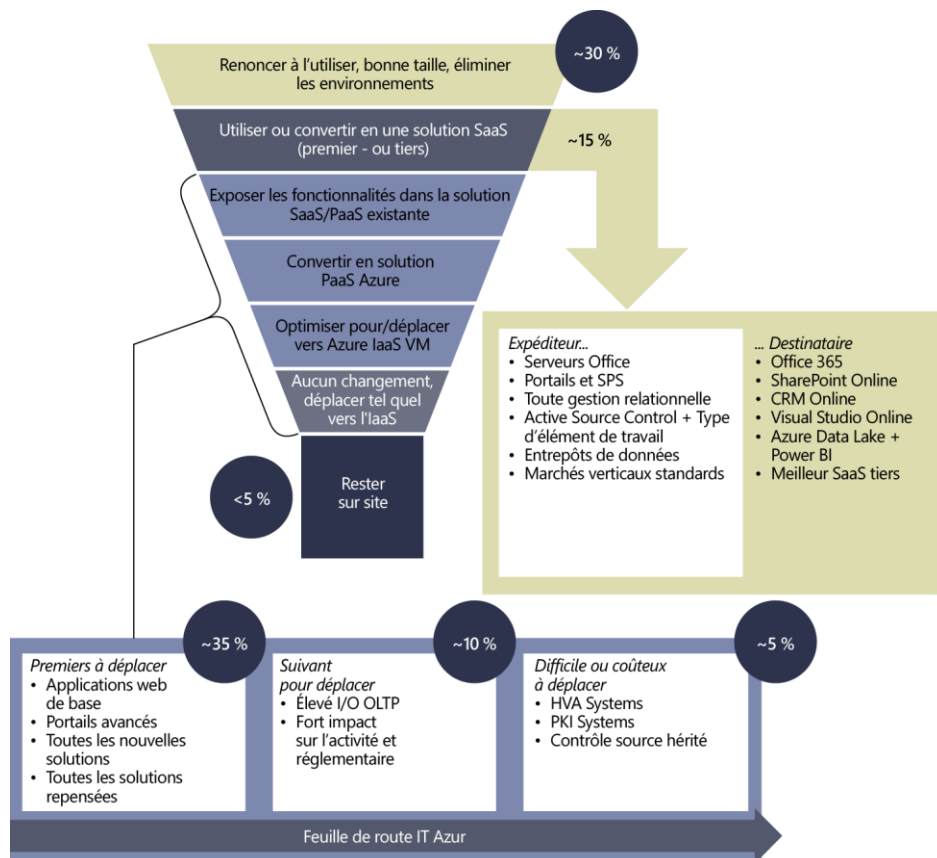 ~30 %
Renoncer à l'utiliser, bonne taille, éliminer
les environnements
Utiliser ou convertir en une solution SaaS
(premier - ou tiers)
~15 %
Exposer les fonctionnalités dans la solution
SaaS/PaaS existante
Convertir en solution
PaaS Azure
Optimiser pour/déplacer
vers Azure IaaS VM
Aucun changement,
déplacer tel quel
vers l'IaaS
<5 %
Rester
sur site
Expéditeur...
• Serveurs Office
• Portails et SPS
• Toute gestion relationnelle
• Active Source Control + Type
d'élément de travail
• Entrepôts de données
• Marchés verticaux standards
... Destinataire
• Office 365
• SharePoint Online
• CRM Online
• Visual Studio Online
• Azure Data Lake +
Power BI
• Meilleur SaaS tiers
~35 %
Premiers à déplacer
• Applications web
de base
• Portails avancés
• Toutes les nouvelles
solutions
• Toutes les solutions
repensées
~10 %
Suivant
pour déplacer
• Élevé I/O OLTP
• Fort impact
sur l'activité et
réglementaire
~5 %
Difficile ou coûteux
à déplacer
• HVA Systems
• PKI Systems
• Contrôle source hérité
Feuille de route IT Azur